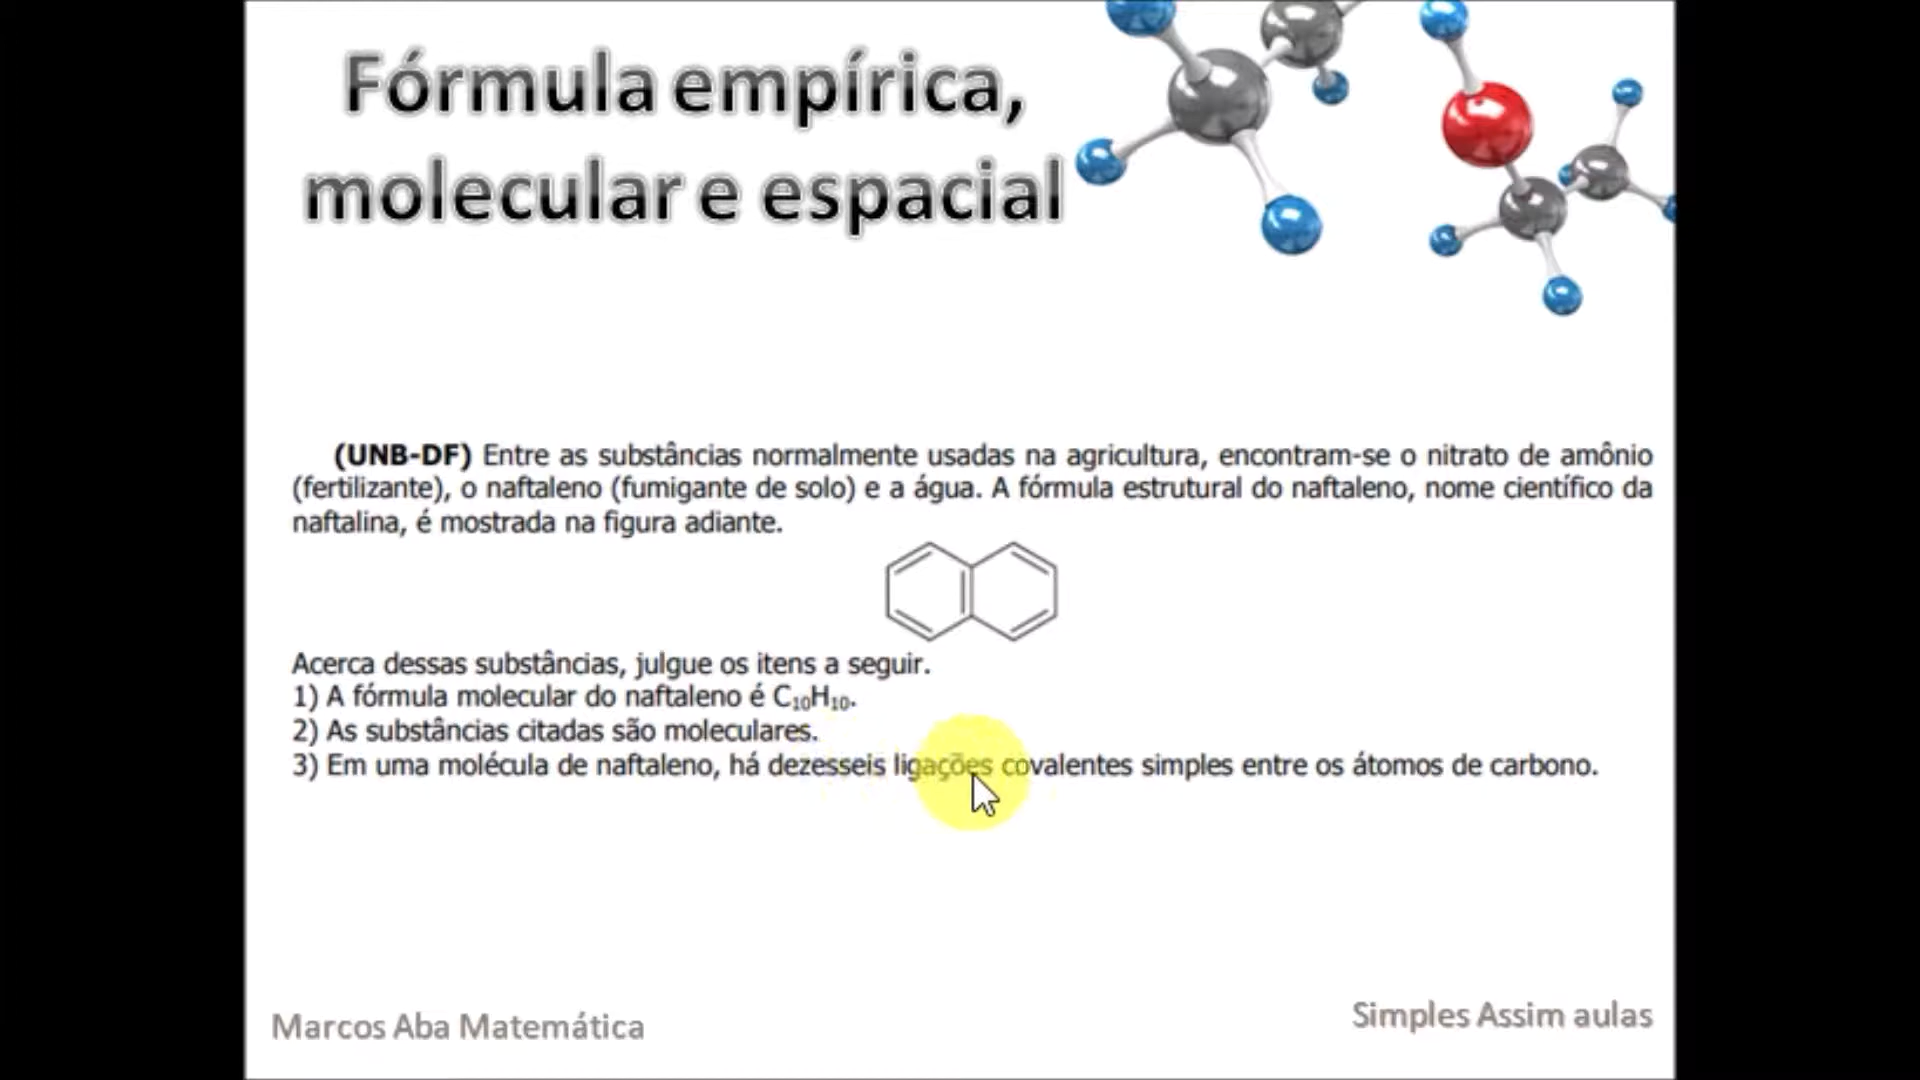 Fórmula empírica,
molecular e espacial
(UNB-DF) Entre as substâncias normalmente usadas na agricultura, encontram-se o nitrato de amônio
(fertilizante), o naftaleno (fumigante de solo) e a água. A fórmula estrutural do naftaleno, nome científico da
naftalina, é mostrada na figura adiante.
Acerca dessas substâncias, julgue os itens a seguir.
1) A fórmula molecular do naftaleno é C₁₀H₁₀.
2) As substâncias citadas são moleculares.
3) Em uma molécula de naftaleno, há dezesseis ligações covalentes simples entre os átomos de carbono.
Marcos Aba Matemática
Simples Assim aulas